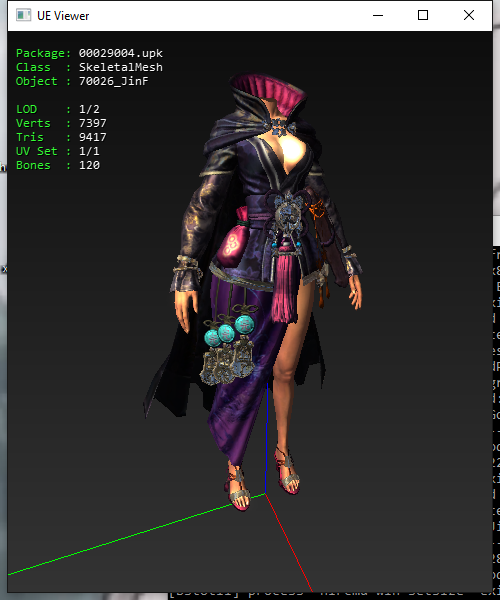 UE Viewer
Package: 00029004.upk
Class  : SkeletalMesh
Object : 70026_JinF
LOD    : 1/2
Verts  : 7397
Tris   : 9417
UV Set : 1/1
Bones  : 120